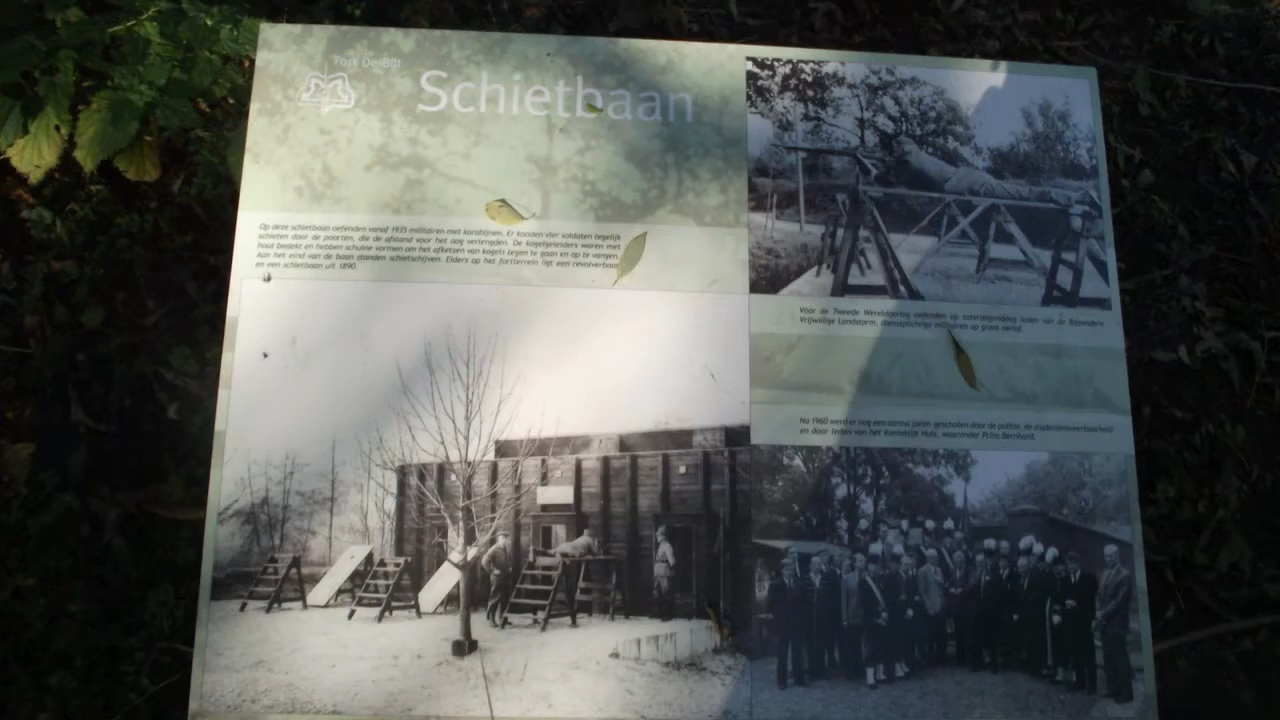 Fort De Bilt
Schietbaan
Op deze schietbaan oefenden vanaf 1935 militairen met karabijnen. Er konden vier soldaten tegelijk
schieten door de poorten, die de afstand voor het oog verlengden. De kogelgeleiders waren met
hout bedekt en hebben schuine vormen om het afketsen van kogels tegen te gaan en op te vangen.
Aan het eind van de baan stonden schietschijven. Elders op het fortterrein ligt een revolverbaan
en een schietbaan uit 1890.
Voor de Tweede Wereldoorlog oefenden op zaterdagmiddag leden van de Bijzondere
Vrijwillige Landstorm, dienstplichtige militairen op groot verlof.
Na 1960 werd er nog een aantal jaren geschoten door de politie, de studentenweerbaarheid
en door leden van het Koninklijk Huis, waaronder Prins Bernhard.